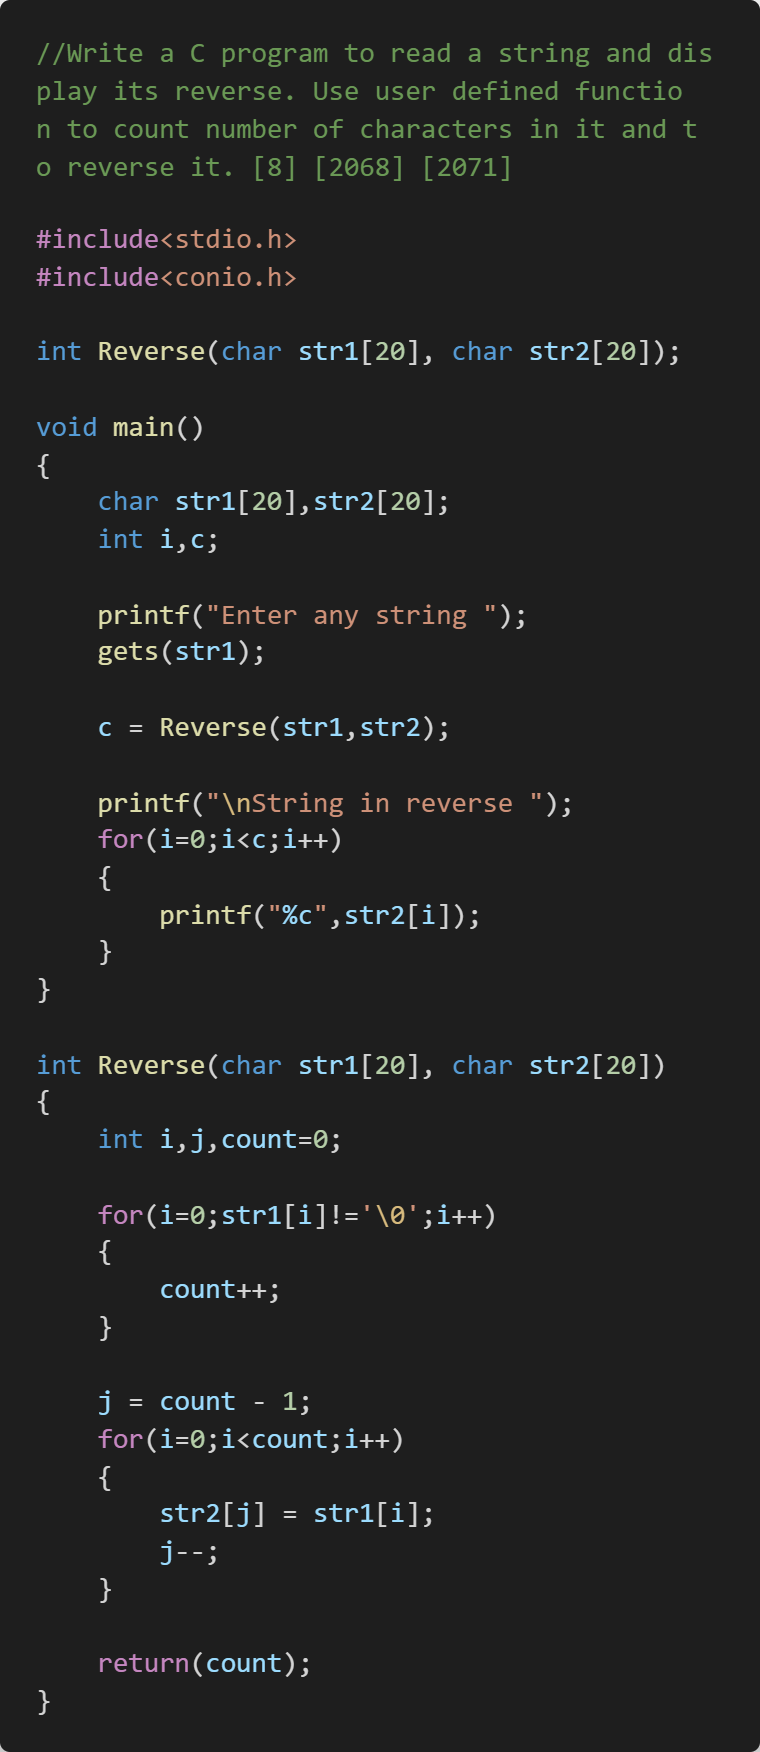 //Write a C program to read a string and dis
play its reverse. Use user defined functio
n to count number of characters in it and t
o reverse it. [8] [2068] [2071]

#include<stdio.h>
#include<conio.h>

int Reverse(char str1[20], char str2[20]);

void main()
{
    char str1[20],str2[20];
    int i,c;

    printf("Enter any string ");
    gets(str1);

    c = Reverse(str1,str2);

    printf("\nString in reverse ");
    for(i=0;i<c;i++)
    {
        printf("%c",str2[i]);
    }
}

int Reverse(char str1[20], char str2[20])
{
    int i,j,count=0;

    for(i=0;str1[i]!='\0';i++)
    {
        count++;
    }

    j = count - 1;
    for(i=0;i<count;i++)
    {
        str2[j] = str1[i];
        j--;
    }

    return(count);
}